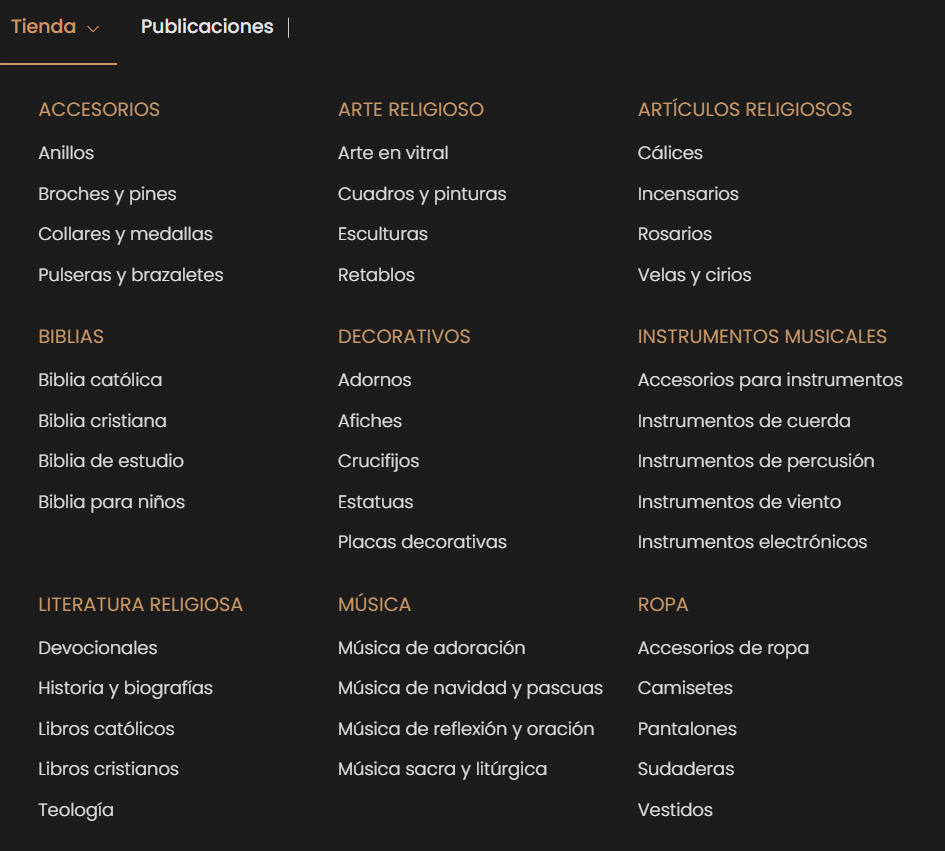 Tienda
Publicaciones
ACCESORIOS
Anillos
Broches y pines
Collares y medallas
Pulseras y brazaletes
ARTE RELIGIOSO
Arte en vitral
Cuadros y pinturas
Esculturas
Retablos
ARTÍCULOS RELIGIOSOS
Cálices
Incensarios
Rosarios
Velas y cirios
BIBLIAS
Biblia católica
Biblia cristiana
Biblia de estudio
Biblia para niños
DECORATIVOS
Adornos
Afiches
Crucifijos
Estatuas
Placas decorativas
INSTRUMENTOS MUSICALES
Accesorios para instrumentos
Instrumentos de cuerda
Instrumentos de percusión
Instrumentos de viento
Instrumentos electrónicos
LITERATURA RELIGIOSA
Devocionales
Historia y biografías
Libros católicos
Libros cristianos
Teología
MÚSICA
Música de adoración
Música de navidad y pascuas
Música de reflexión y oración
Música sacra y litúrgica
ROPA
Accesorios de ropa
Camisetes
Pantalones
Sudaderas
Vestidos